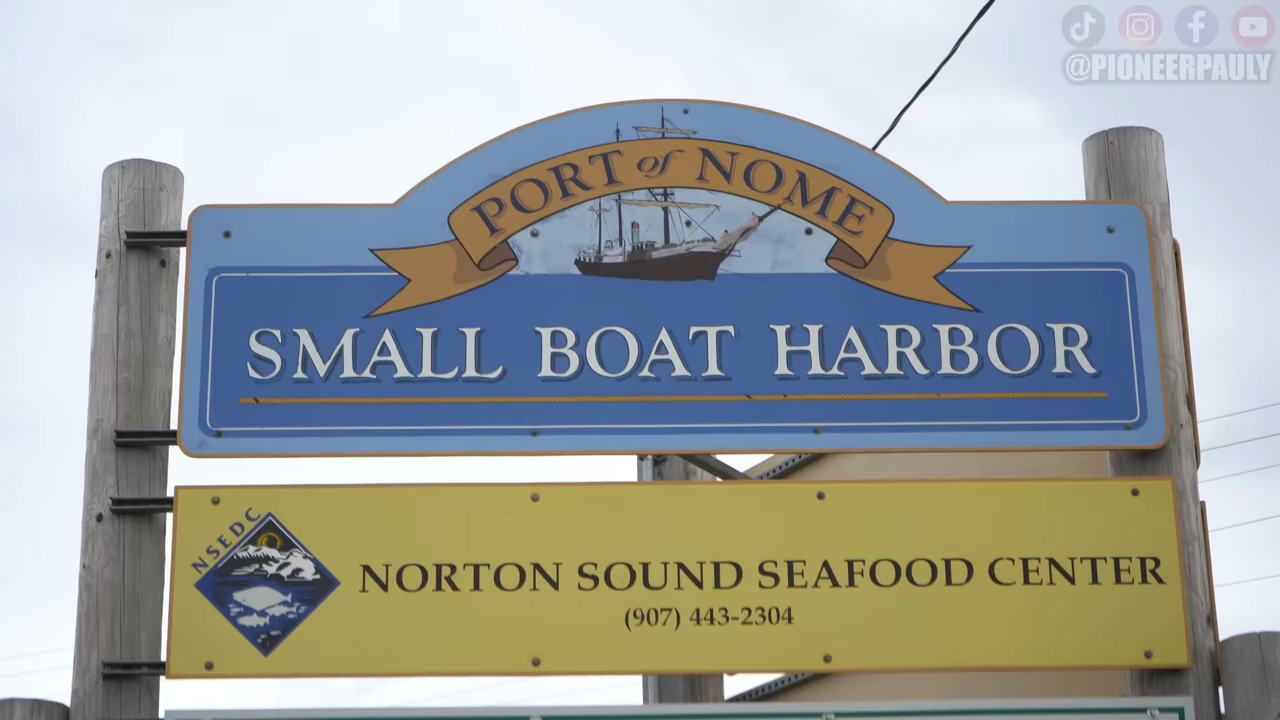 @PIONEERPAULY
PORT of NOME
SMALL BOAT HARBOR
NSEDC
NORTON SOUND SEAFOOD CENTER
(907) 443-2304